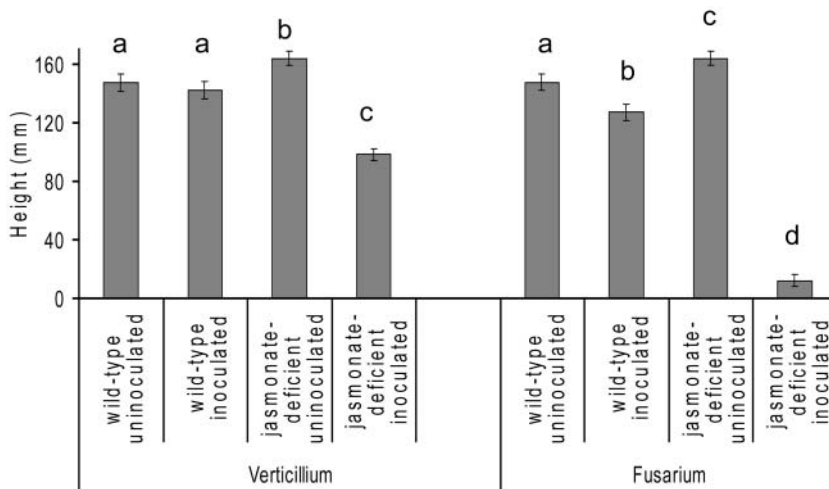 a
a
b
c
a
b
c
d
Height (mm)
160
120
80
40
0
wild-type
uninoculated
wild-type
inoculated
jasmonate-
deficient
uninoculated
jasmonate-
deficient
inoculated
wild-type
uninoculated
wild-type
inoculated
jasmonate-
deficient
uninoculated
jasmonate-
deficient
inoculated
Verticillium
Fusarium